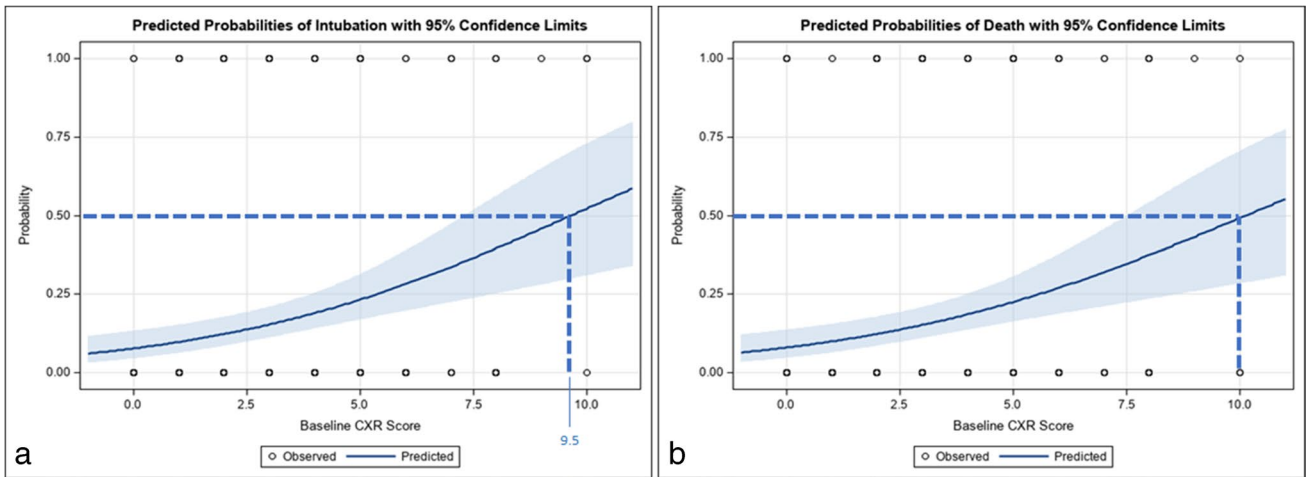 Predicted Probabilities of Intubation with 95% Confidence Limits
1.00
0.75
0.50
0.25
0.00
Probability
0.0 2.5 5.0 7.5 10.0
Baseline CXR Score
9.5
Observed Predicted
a
Predicted Probabilities of Death with 95% Confidence Limits
1.00
0.75
0.50
0.25
0.00
Probability
0.0 2.5 5.0 7.5 10.0
Baseline CXR Score
Observed Predicted
b